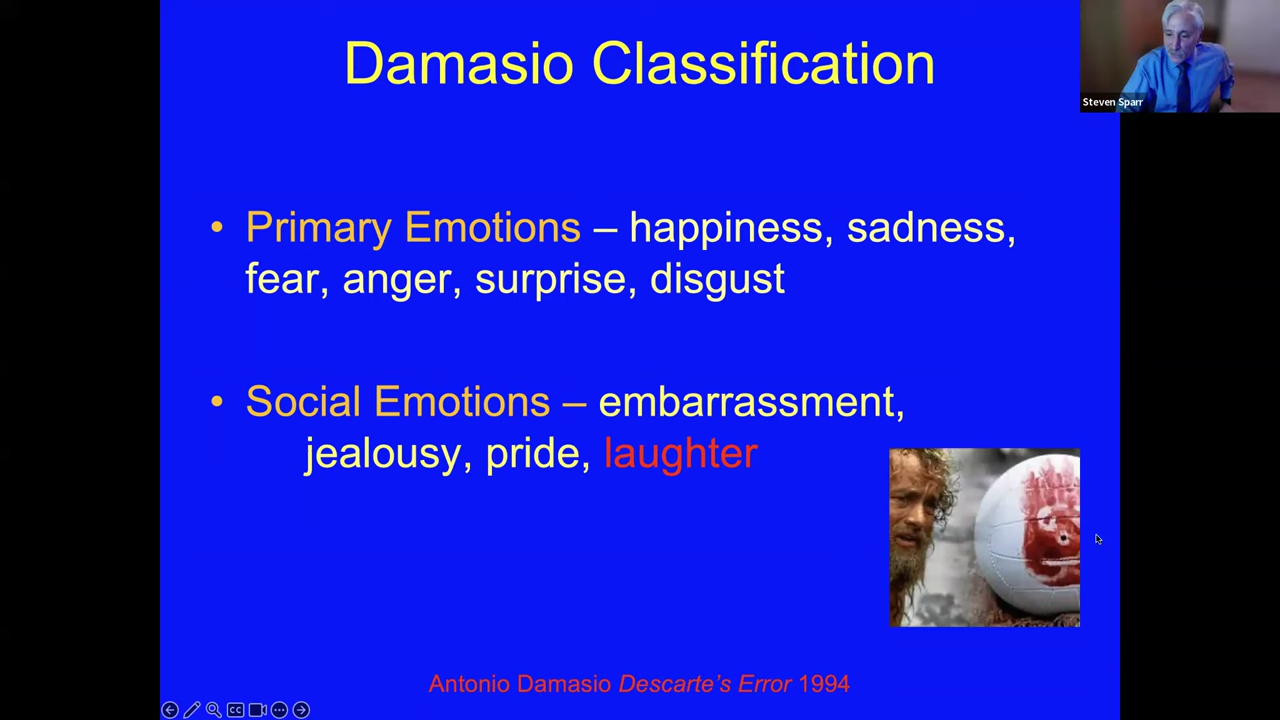 Damasio Classification
Steven Sparr
• Primary Emotions – happiness, sadness,
fear, anger, surprise, disgust
• Social Emotions – embarrassment,
jealousy, pride, laughter
Antonio Damasio Descarte’s Error 1994
CC